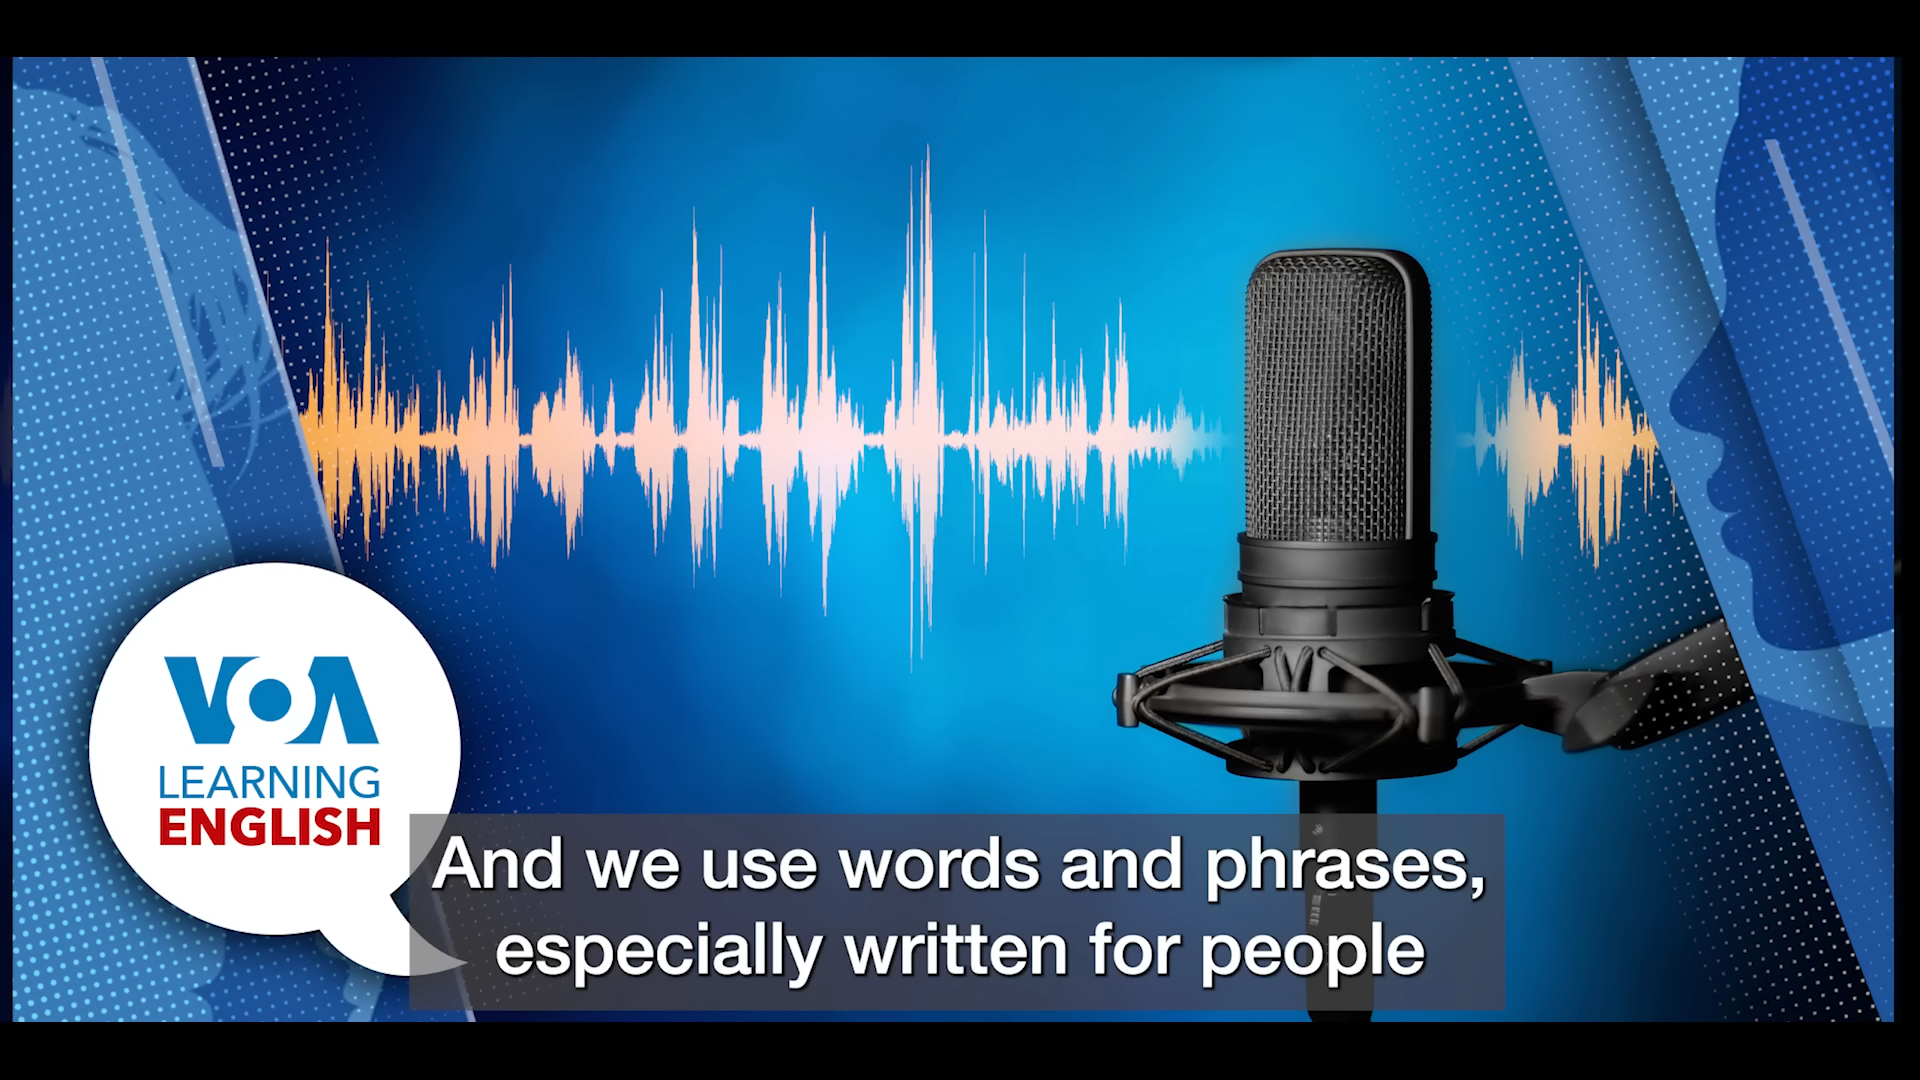 VOA
LEARNING
ENGLISH
And we use words and phrases,
especially written for people